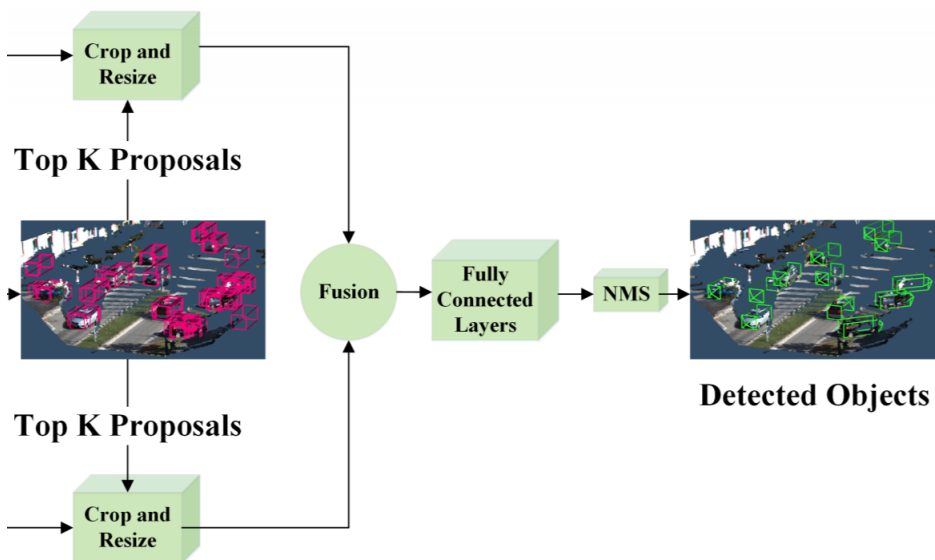 Crop and
Resize
Top K Proposals
Fusion
Fully
Connected
Layers
NMS
Detected Objects
Top K Proposals
Crop and
Resize